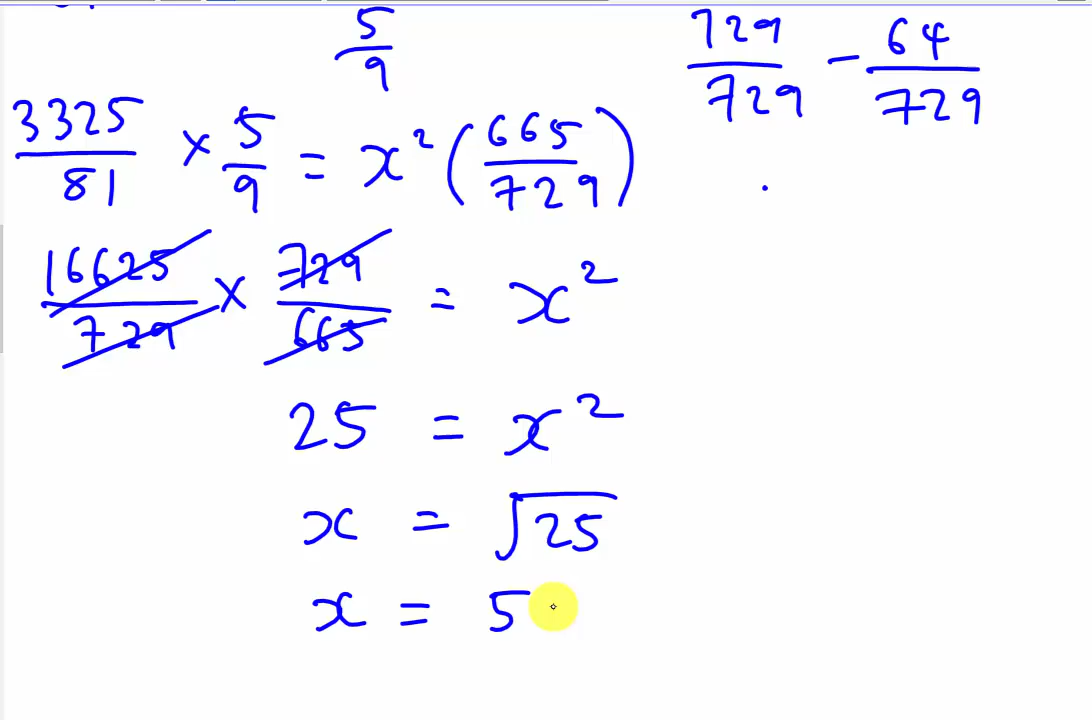 5/9
729/729 - 64/729
3325/81 × 5/9 = x² (665/729)
16625/729 × 729/665 = x²
25 = x²
x = √25
x = 5